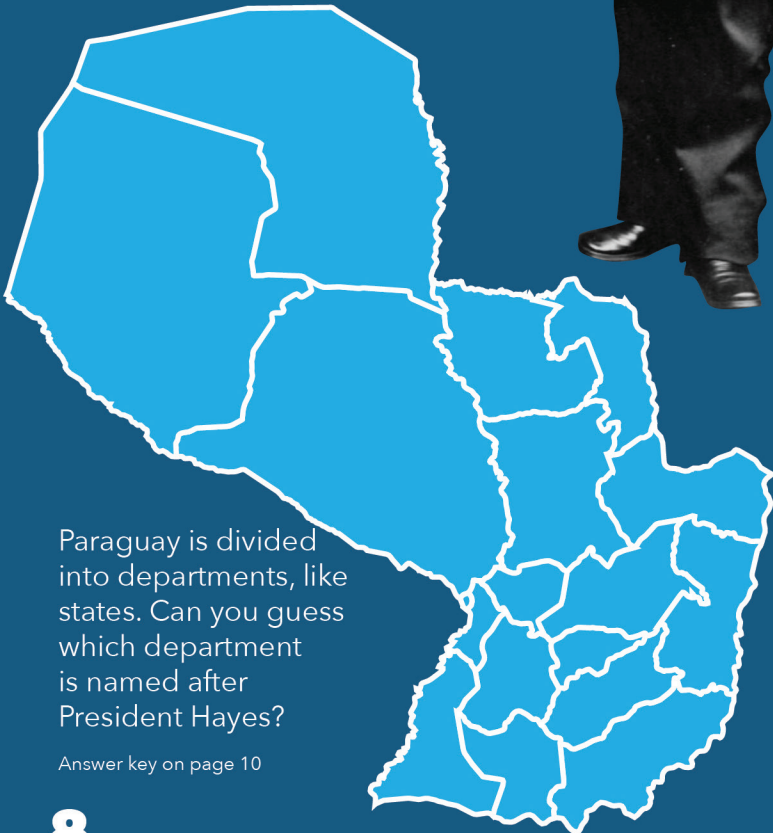 Paraguay is divided
into departments, like
states. Can you guess
which department
is named after
President Hayes?
Answer key on page 10
8